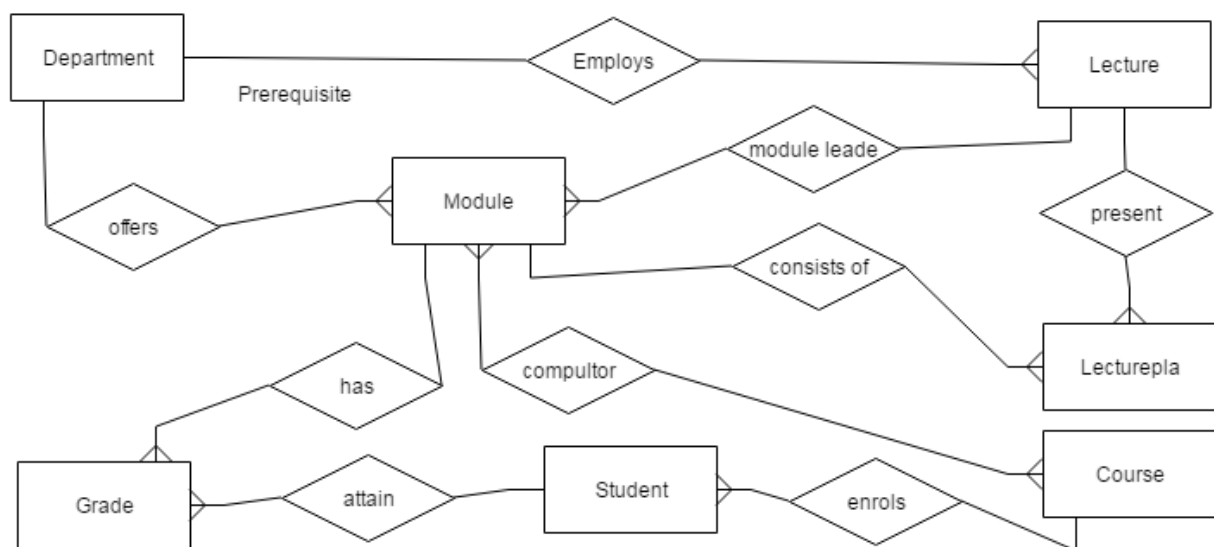 Department
Employs
Lecture
Prerequisite
module leade
Module
present
offers
consists of
has
compultor
Lecturepla
Grade
attain
Student
enrols
Course